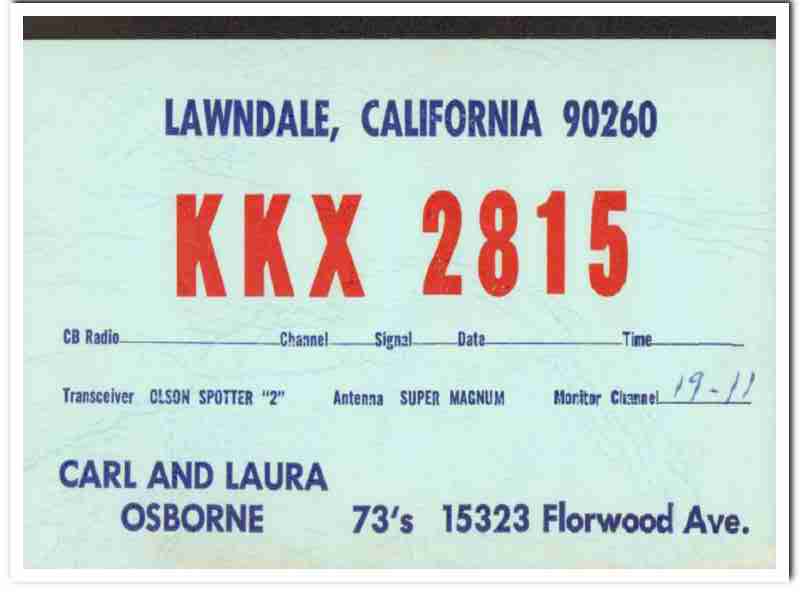 LAWNDALE, CALIFORNIA 90260
KKX 2815
CB Radio Channel Signal Date Time
Transceiver OLSON SPOTTER "2" Antenna SUPER MAGNUM Monitor Channel 19-11
CARL AND LAURA
OSBORNE 73's 15323 Florwood Ave.